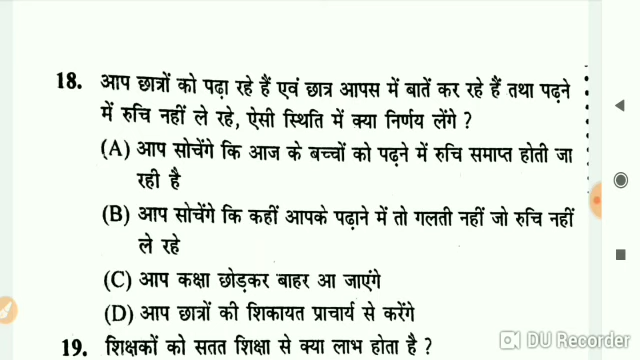 18. आप छात्रों को पढ़ा रहे हैं एवं छात्र आपस में बातें कर रहे हैं तथा पढ़ने
में रुचि नहीं ले रहे, ऐसी स्थिति में क्या निर्णय लेंगे ?
(A) आप सोचेंगे कि आज के बच्चों को पढ़ने में रुचि समाप्त होती जा
रही है
(B) आप सोचेंगे कि कहीं आपके पढ़ाने में तो गलती नहीं जो रुचि नहीं
ले रहे
(C) आप कक्षा छोड़कर बाहर आ जाएंगे
(D) आप छात्रों की शिकायत प्राचार्य से करेंगे
19. शिक्षकों को सतत शिक्षा से क्या लाभ होता है ?
DU Recorder